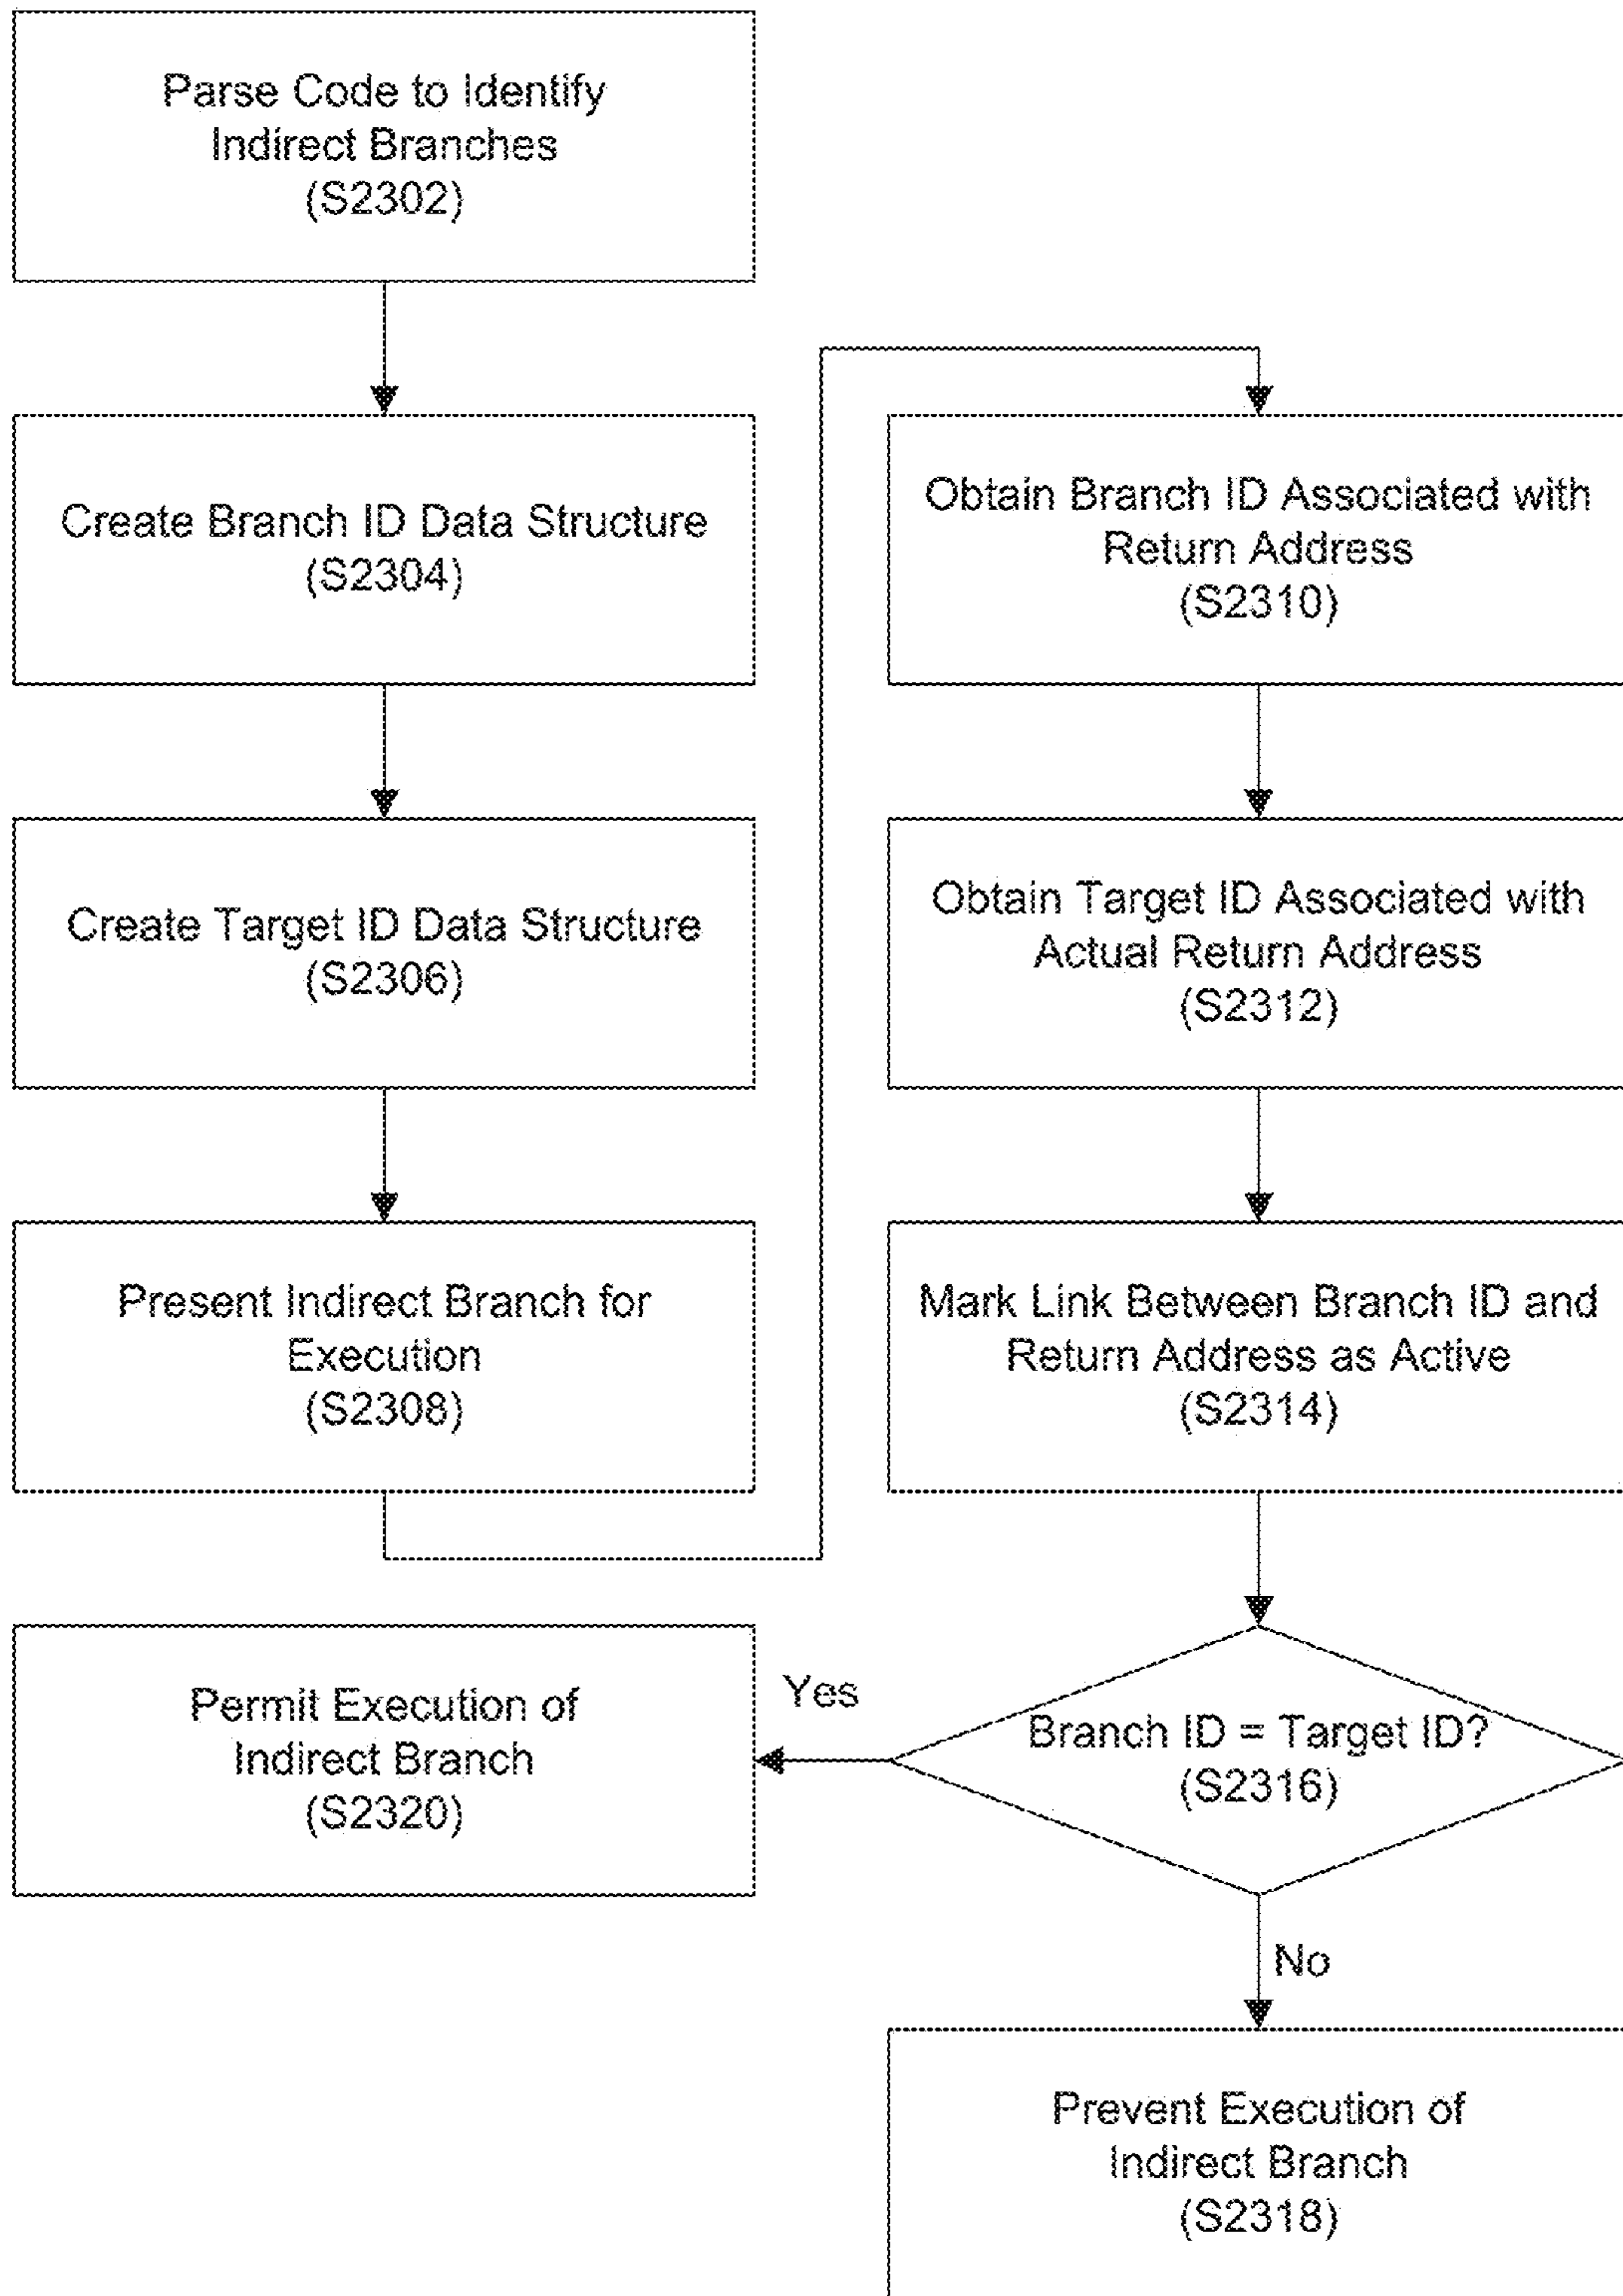 Parse Code to Identify
Indirect Branches
(S2302)
Create Branch ID Data Structure
(S2304)
Create Target ID Data Structure
(S2306)
Present Indirect Branch for
Execution
(S2308)
Obtain Branch ID Associated with
Return Address
(S2310)
Obtain Target ID Associated with
Actual Return Address
(S2312)
Mark Link Between Branch ID and
Return Address as Active
(S2314)
Branch ID = Target ID?
(S2316)
Yes
Permit Execution of
Indirect Branch
(S2320)
No
Prevent Execution of
Indirect Branch
(S2318)